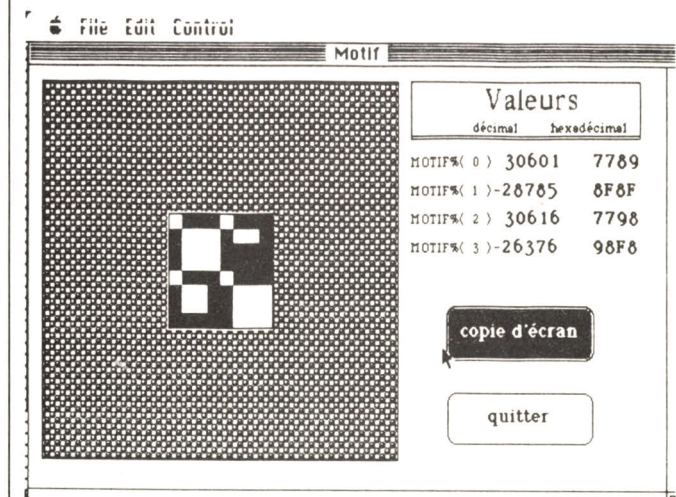 File Edit Control
Motif
Valeurs
décimal hexadécimal
MOTIF%( 0 ) 30601 7789
MOTIF%( 1 )-28785 8F8F
MOTIF%( 2 ) 30616 7798
MOTIF%( 3 )-26376 98F8
copie d'écran
quitter